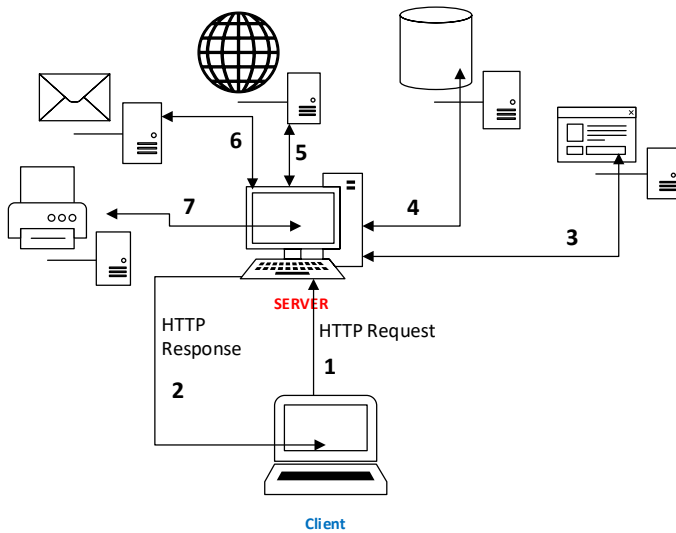 6
5
7
4
3
SERVER
HTTP
Response
HTTP Request
1
2
Client